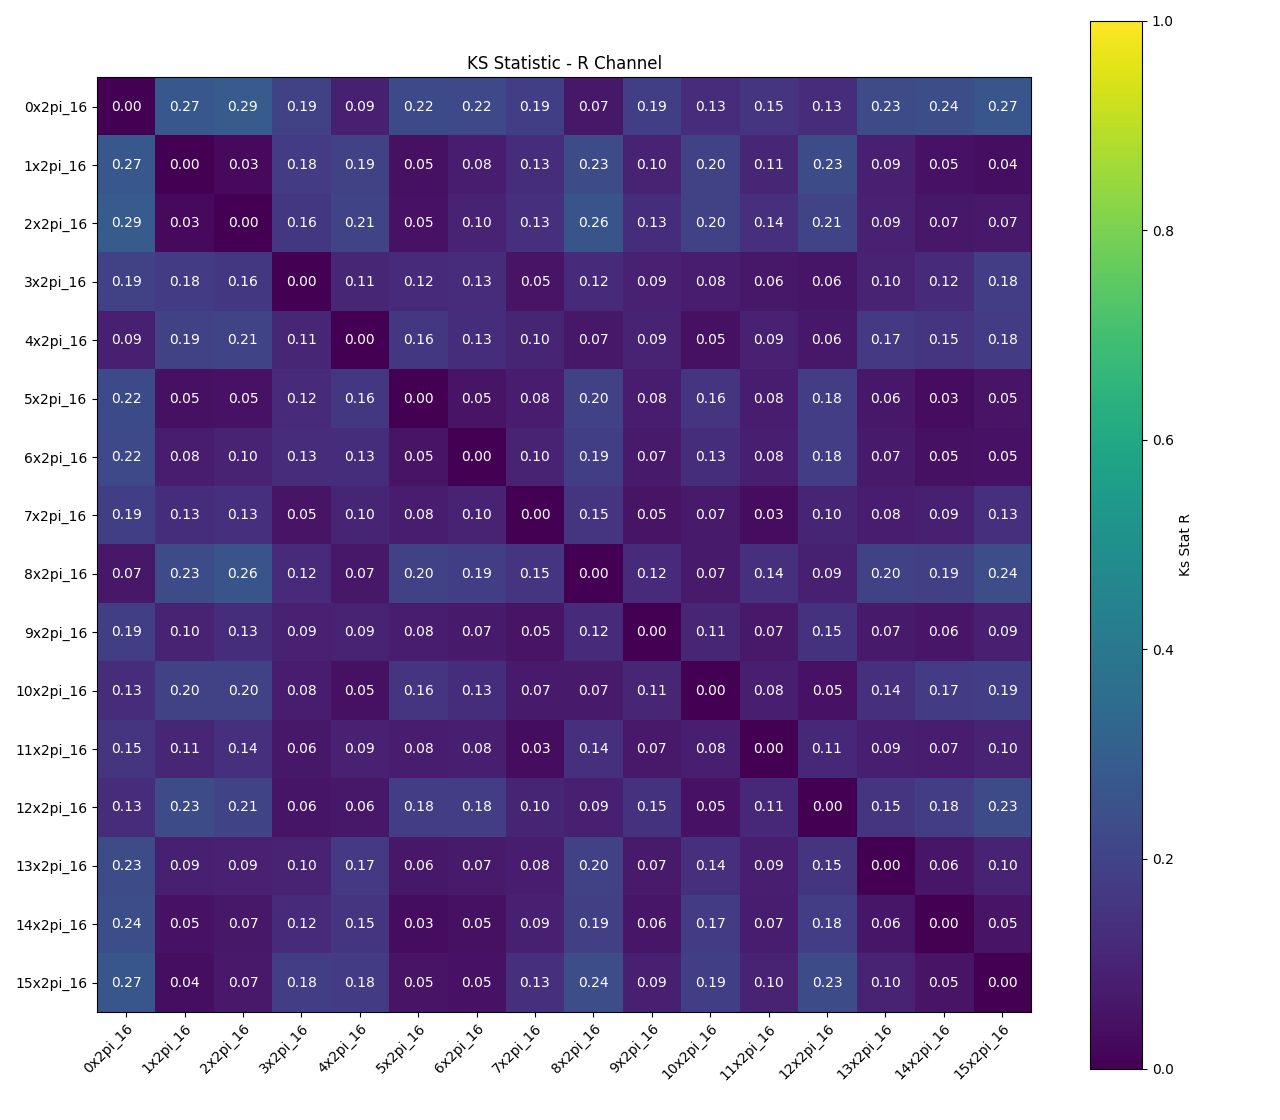 KS Statistic - R Channel
0x2pi_16 0.00 0.27 0.29 0.19 0.09 0.22 0.22 0.19 0.07 0.19 0.13 0.15 0.13 0.23 0.24 0.27
1x2pi_16 0.27 0.00 0.03 0.18 0.19 0.05 0.08 0.13 0.23 0.10 0.20 0.11 0.23 0.09 0.05 0.04
2x2pi_16 0.29 0.03 0.00 0.16 0.21 0.05 0.10 0.13 0.26 0.13 0.20 0.14 0.21 0.09 0.07 0.07
3x2pi_16 0.19 0.18 0.16 0.00 0.11 0.12 0.13 0.05 0.12 0.09 0.08 0.06 0.06 0.10 0.12 0.18
4x2pi_16 0.09 0.19 0.21 0.11 0.00 0.16 0.13 0.10 0.07 0.09 0.05 0.09 0.06 0.17 0.15 0.18
5x2pi_16 0.22 0.05 0.05 0.12 0.16 0.00 0.05 0.08 0.20 0.08 0.16 0.08 0.18 0.06 0.03 0.05
6x2pi_16 0.22 0.08 0.10 0.13 0.13 0.05 0.00 0.10 0.19 0.07 0.13 0.08 0.18 0.07 0.05 0.05
7x2pi_16 0.19 0.13 0.13 0.05 0.10 0.08 0.10 0.00 0.15 0.05 0.07 0.03 0.10 0.08 0.09 0.13
8x2pi_16 0.07 0.23 0.26 0.12 0.07 0.20 0.19 0.15 0.00 0.12 0.07 0.14 0.09 0.20 0.19 0.24
9x2pi_16 0.19 0.10 0.13 0.09 0.09 0.08 0.07 0.05 0.12 0.00 0.11 0.07 0.15 0.07 0.06 0.09
10x2pi_16 0.13 0.20 0.20 0.08 0.05 0.16 0.13 0.07 0.07 0.11 0.00 0.08 0.05 0.14 0.17 0.19
11x2pi_16 0.15 0.11 0.14 0.06 0.09 0.08 0.08 0.03 0.14 0.07 0.08 0.00 0.11 0.09 0.07 0.10
12x2pi_16 0.13 0.23 0.21 0.06 0.06 0.18 0.18 0.10 0.09 0.15 0.05 0.11 0.00 0.15 0.18 0.23
13x2pi_16 0.23 0.09 0.09 0.10 0.17 0.06 0.07 0.08 0.20 0.07 0.14 0.09 0.15 0.00 0.06 0.10
14x2pi_16 0.24 0.05 0.07 0.12 0.15 0.03 0.05 0.09 0.19 0.06 0.17 0.07 0.18 0.06 0.00 0.05
15x2pi_16 0.27 0.04 0.07 0.18 0.18 0.05 0.05 0.13 0.24 0.09 0.19 0.10 0.23 0.10 0.05 0.00
0x2pi_16 1x2pi_16 2x2pi_16 3x2pi_16 4x2pi_16 5x2pi_16 6x2pi_16 7x2pi_16 8x2pi_16 9x2pi_16 10x2pi_16 11x2pi_16 12x2pi_16 13x2pi_16 14x2pi_16 15x2pi_16
1.0
0.8
0.6
0.4
0.2
0.0
Ks Stat R